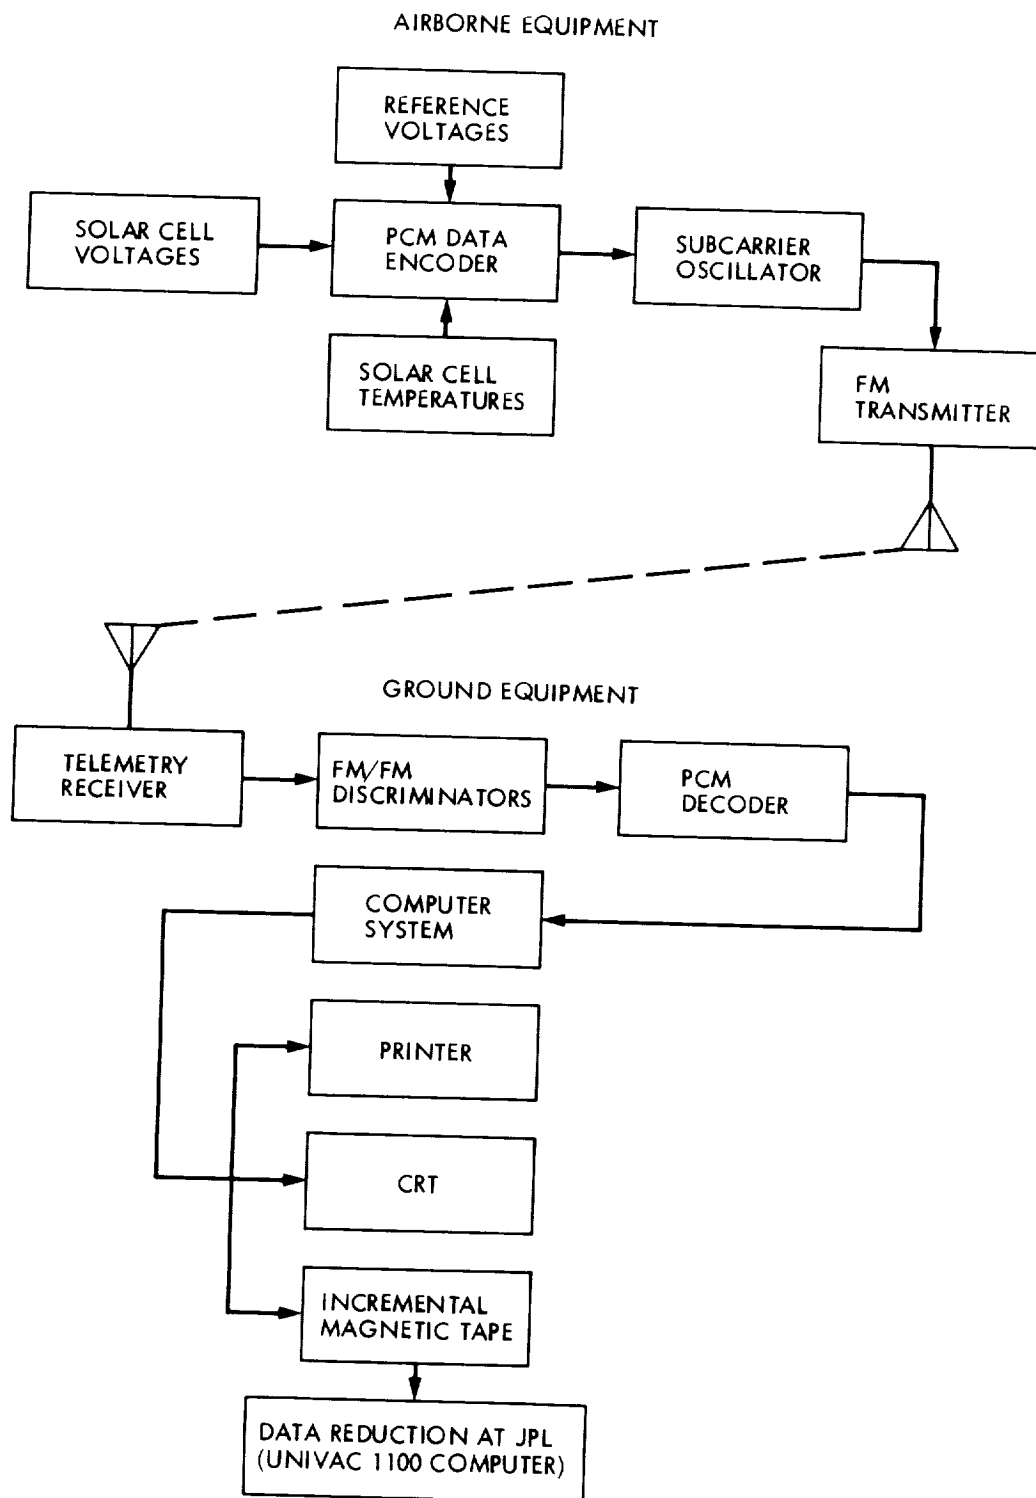 AIRBORNE EQUIPMENT
REFERENCE
VOLTAGES
SOLAR CELL
VOLTAGES
PCM DATA
ENCODER
SUBCARRIER
OSCILLATOR
SOLAR CELL
TEMPERATURES
FM
TRANSMITTER
GROUND EQUIPMENT
TELEMETRY
RECEIVER
FM/FM
DISCRIMINATORS
PCM
DECODER
COMPUTER
SYSTEM
PRINTER
CRT
INCREMENTAL
MAGNETIC TAPE
DATA REDUCTION AT JPL
(UNIVAC 1100 COMPUTER)